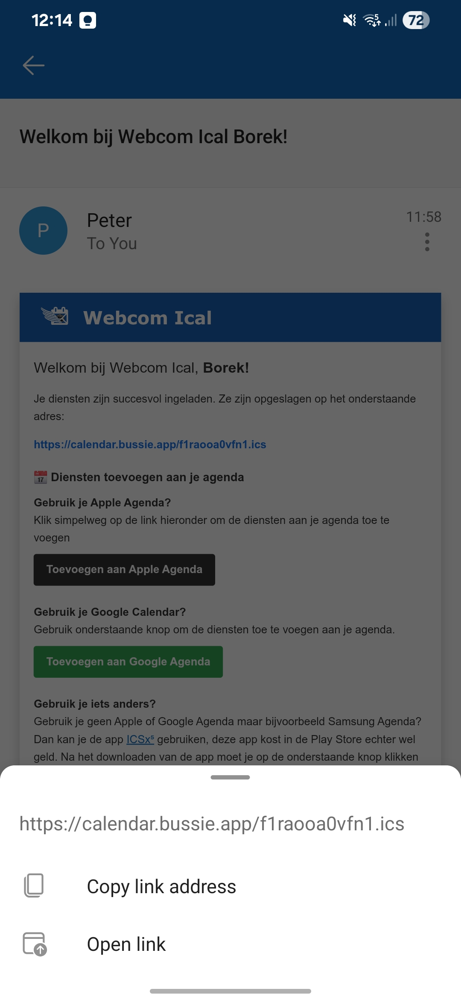 12:14
5
72
Welkom bij Webcom Ical Borek!
P
Peter
To You
11:58
Webcom Ical
Welkom bij Webcom Ical, Borek!
Je diensten zijn succesvol ingeladen. Ze zijn opgeslagen op het onderstaande
adres:
https://calendar.bussie.app/f1raooa0vfn1.ics
17
Diensten toevoegen aan je agenda
Gebruik je Apple Agenda?
Klik simpelweg op de link hieronder om de diensten aan je agenda toe te
voegen
Toevoegen aan Apple Agenda
Gebruik je Google Calendar?
Gebruik onderstaande knop om de diensten toe te voegen aan je agenda.
Toevoegen aan Google Agenda
Gebruik je iets anders?
Gebruik je geen Apple of Google Agenda maar bijvoorbeeld Samsung Agenda?
Dan kan je de app ICSx⁵ gebruiken, deze app kost in de Play Store echter wel
geld. Na het downloaden van de app moet je op de onderstaande knop klikken
https://calendar.bussie.app/f1raooa0vfn1.ics
Copy link address
Open link